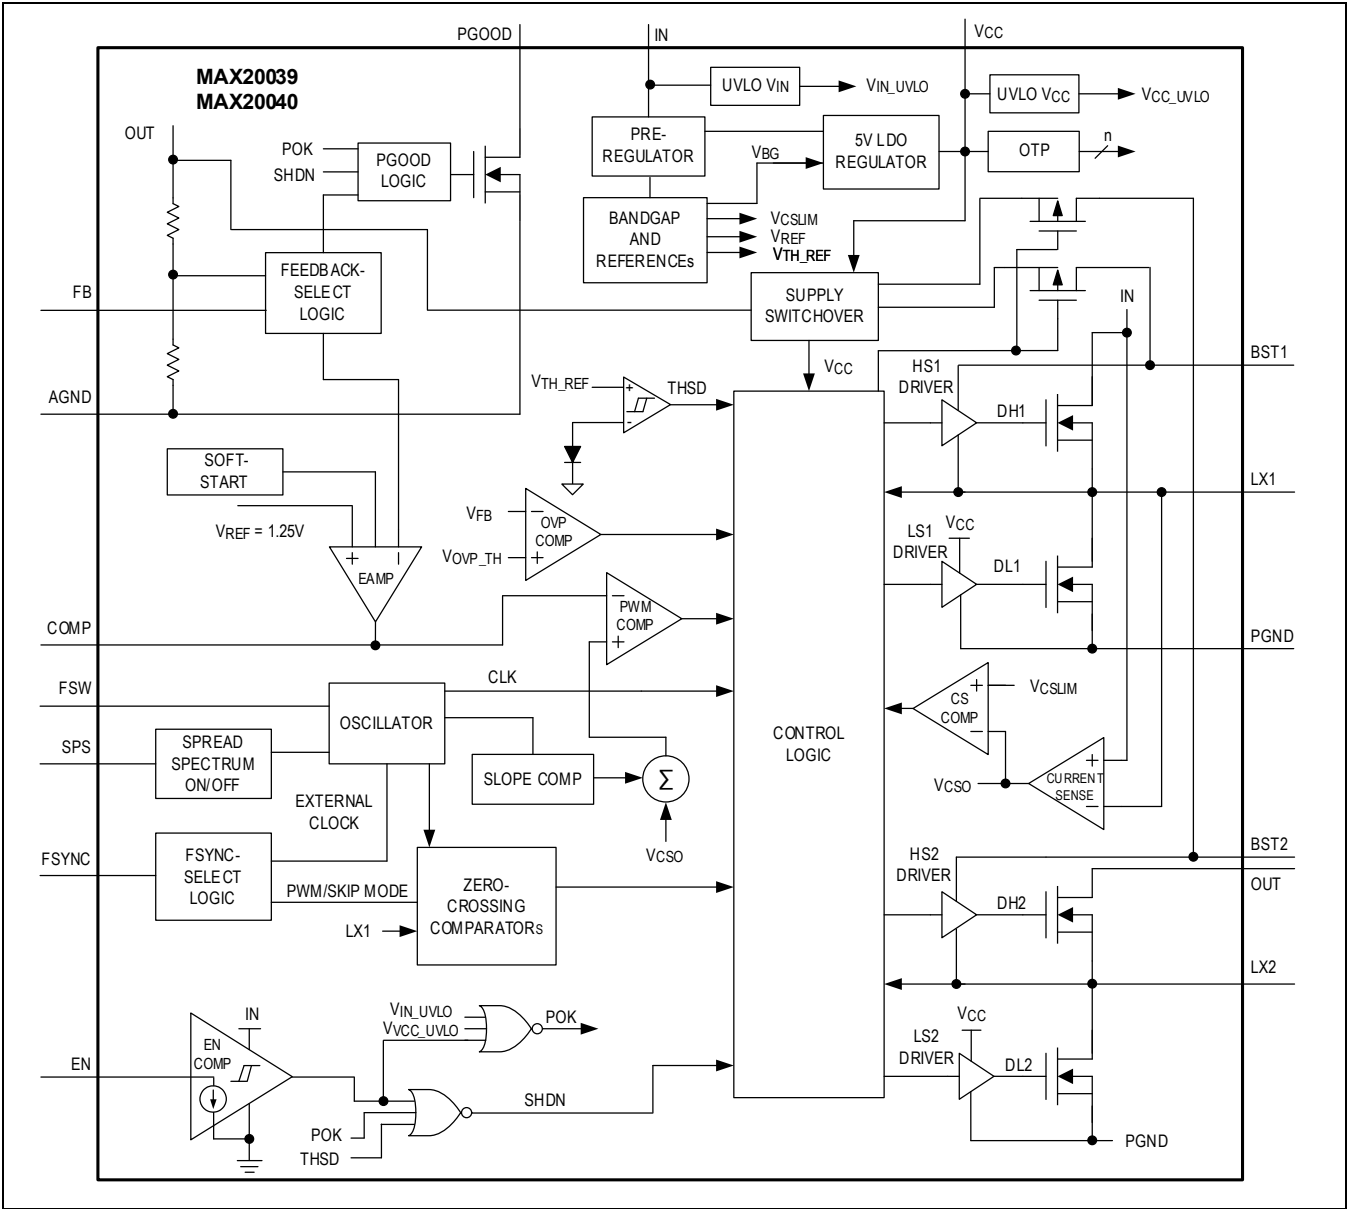 PGOOD
IN
VCC
MAX20039
MAX20040
OUT
POK
SHDN
PGOOD
LOGIC
UVLO VIN
VIN_UVLO
UVLO VCC
VCC_UVLO
PRE-
REGULATOR
VBG
5V LDO
REGULATOR
OTP
n
BANDGAP
AND
REFERENCEs
VCSLIM
VREF
VTH_REF
FB
FEEDBACK-
SELECT
LOGIC
SUPPLY
SWITCHOVER
IN
AGND
VTH_REF
+
-
THSD
VCC
HS1
DRIVER
DH1
BST1
SOFT-
START
VREF = 1.25V
+
−
EAMP
VFB
−
OVP
COMP
VOVP_TH
+
LX1
LS1
DRIVER
VCC
DL1
COMP
−
PWM
COMP
+
PGND
FSW
OSCILLATOR
CLK
CONTROL
LOGIC
+
CS
COMP
−
VCSLIM
SPS
SPREAD
SPECTRUM
ON/OFF
SLOPE COMP
Σ
VCSO
VCSO
+
CURRENT
SENSE
−
EXTERNAL
CLOCK
FSYNC
FSYNC-
SELECT
LOGIC
PWM/SKIP MODE
LX1
ZERO-
CROSSING
COMPARATORs
HS2
DRIVER
DH2
BST2
OUT
LX2
IN
EN
EN
COMP
VIN_UVLO
VVCC_UVLO
POK
SHDN
POK
THSD
LS2
DRIVER
VCC
DL2
PGND